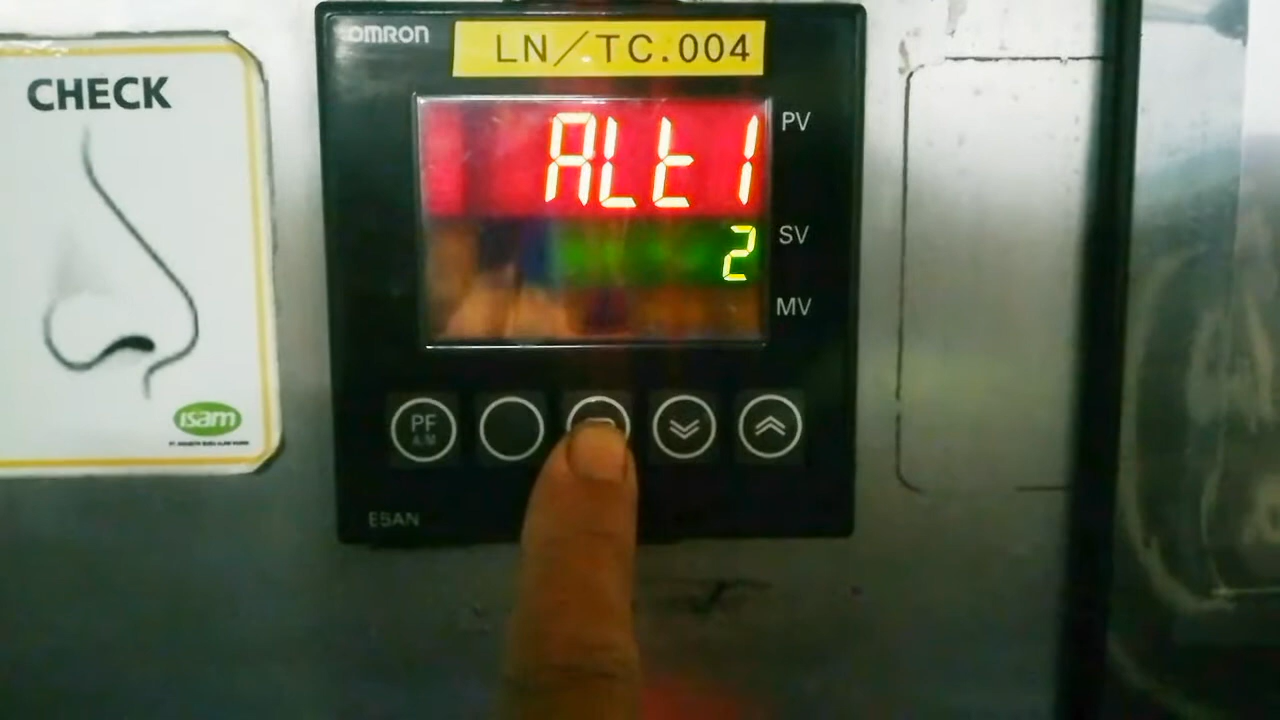 CHECK
isam
OMRON
LN/TC.004
ALt1
PV
2
SV
MV
PF
A/M
E5AN